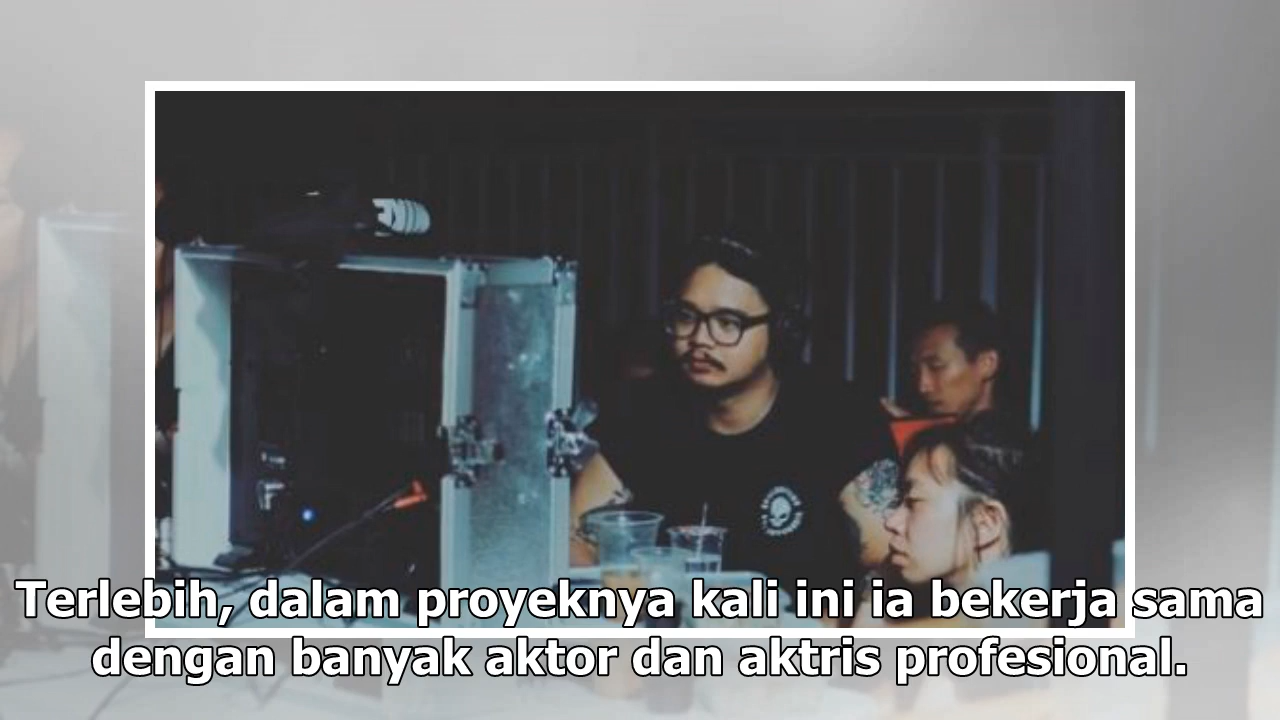 Terlebih, dalam proyeknya kali ini ia bekerja sama
dengan banyak aktor dan aktris profesional.